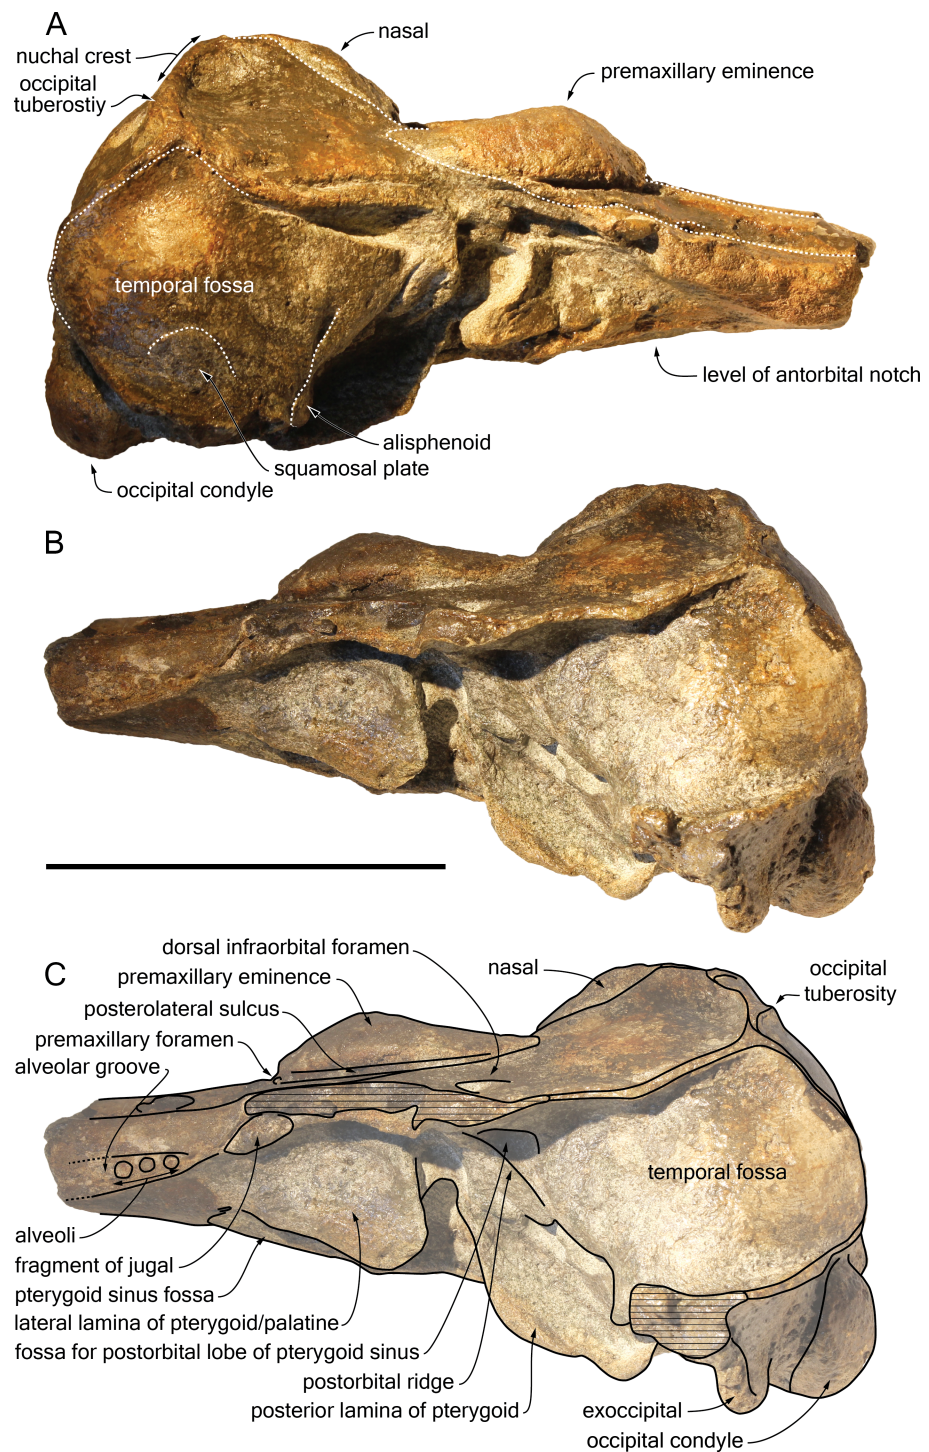 A
nasal
nuchal crest
occipital
tuberostiy
premaxillary eminence
temporal fossa
level of antorbital notch
alisphenoid
squamosal plate
occipital condyle
B
C
dorsal infraorbital foramen
premaxillary eminence
nasal
occipital
tuberosity
posterolateral sulcus
premaxillary foramen
alveolar groove
temporal fossa
alveoli
fragment of jugal
pterygoid sinus fossa
lateral lamina of pterygoid/palatine
fossa for postorbital lobe of pterygoid sinus
postorbital ridge
posterior lamina of pterygoid
exoccipital
occipital condyle